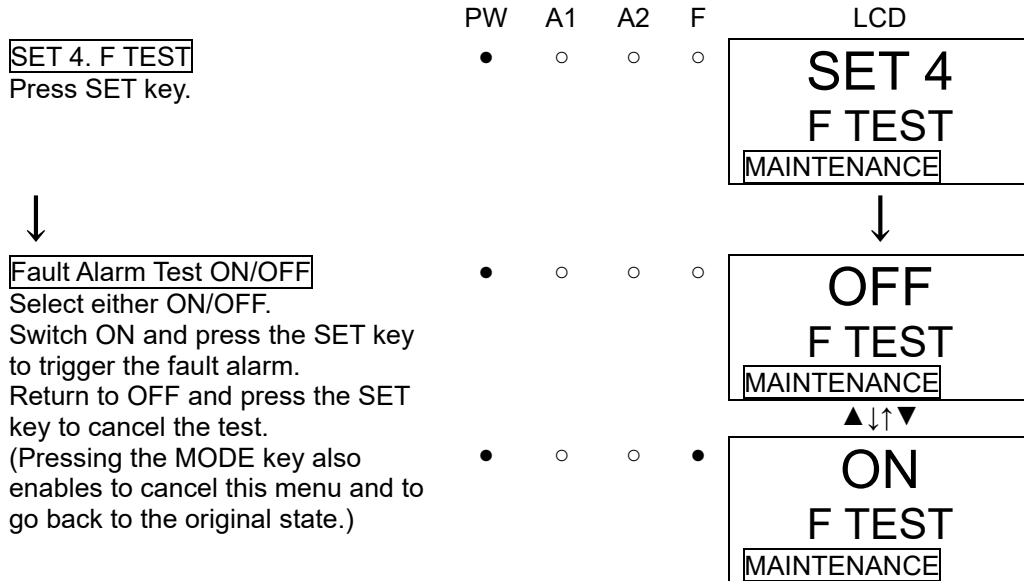 PW A1 A2 F LCD
SET 4. F TEST ● ○ ○ ○ SET 4
Press SET key. F TEST
MAINTENANCE
↓ ↓
Fault Alarm Test ON/OFF ● ○ ○ ○ OFF
Select either ON/OFF.
Switch ON and press the SET key F TEST
to trigger the fault alarm. MAINTENANCE
Return to OFF and press the SET ▲↓↑▼
key to cancel the test.
(Pressing the MODE key also ● ○ ○ ● ON
enables to cancel this menu and to
go back to the original state.) F TEST
MAINTENANCE